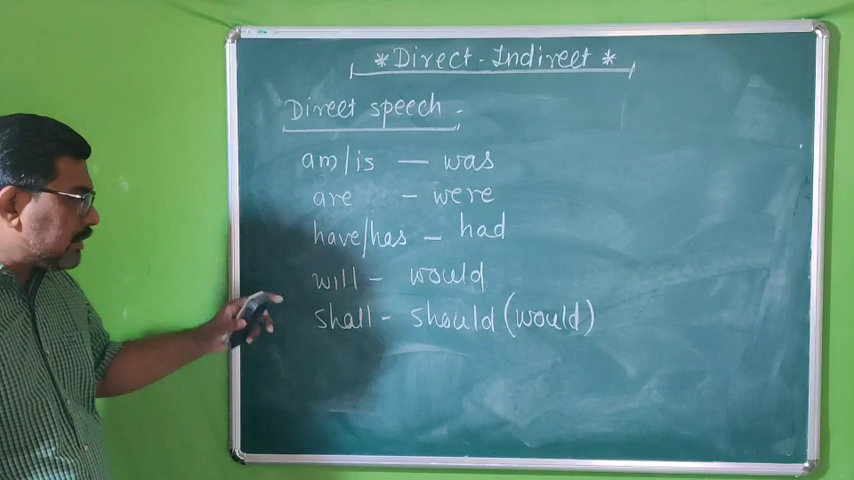 *Direct - Indirect *
Direct speech -
am/is — was
are - were
have/has - had
will - would
shall - should (would)